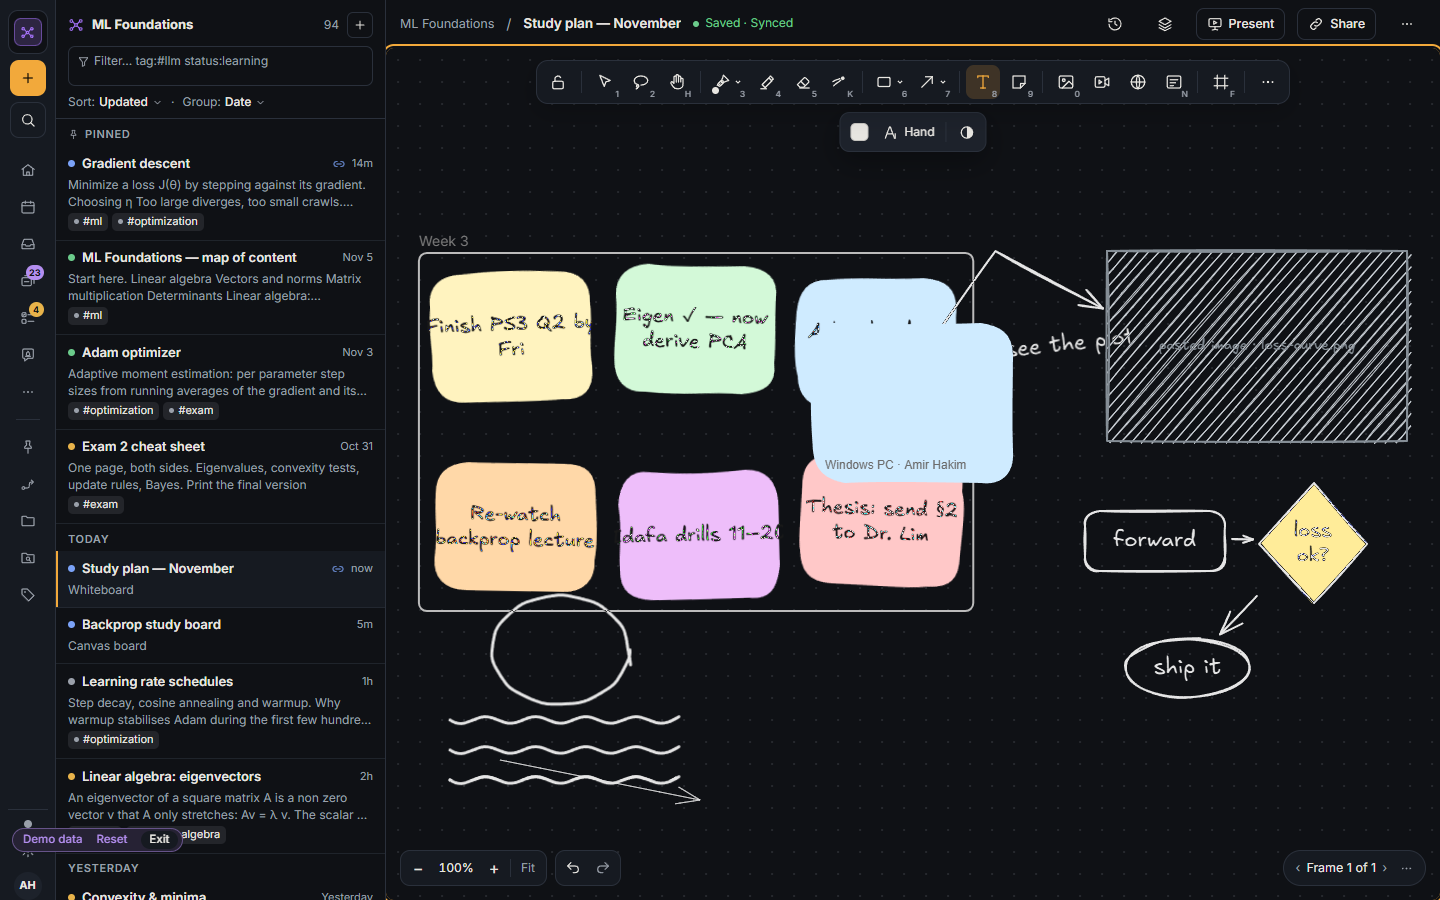 ML Foundations
94
Filter... tag:#llm status:learning
Sort: Updated · Group: Date
PINNED
Gradient descent
14m
Minimize a loss J(θ) by stepping against its gradient.
Choosing η Too large diverges, too small crawls....
#ml
#optimization
ML Foundations — map of content
Nov 5
Start here. Linear algebra Vectors and norms Matrix
multiplication Determinants Linear algebra:...
#ml
Adam optimizer
Nov 3
Adaptive moment estimation: per parameter step
sizes from running averages of the gradient and its...
#optimization
#exam
Exam 2 cheat sheet
Oct 31
One page, both sides. Eigenvalues, convexity tests,
update rules, Bayes. Print the final version
#exam
TODAY
Study plan — November
now
Whiteboard
Backprop study board
5m
Canvas board
Learning rate schedules
1h
Step decay, cosine annealing and warmup. Why
warmup stabilises Adam during the first few hundre...
#optimization
Linear algebra: eigenvectors
2h
An eigenvector of a square matrix A is a non zero
vector v that A only stretches: Av = λ v. The scalar ...
algebra
YESTERDAY
Convexity & minima
Yesterday
23
4
Demo data
Reset
Exit
AH
ML Foundations / Study plan — November
Saved · Synced
Present
Share
1
2
H
3
4
5
K
6
7
T
8
9
0
N
F
Hand
Week 3
Finish PS3 Q2 by
Fri
Eigen ✓ — now
derive PCA
see the plot
pasted image · loss-curve.png
Windows PC · Amir Hakim
Re-watch
backprop lecture
dafa drills 11–20
Thesis: send §2
to Dr. Lim
forward
loss
ok?
ship it
− 100% +
Fit
Frame 1 of 1